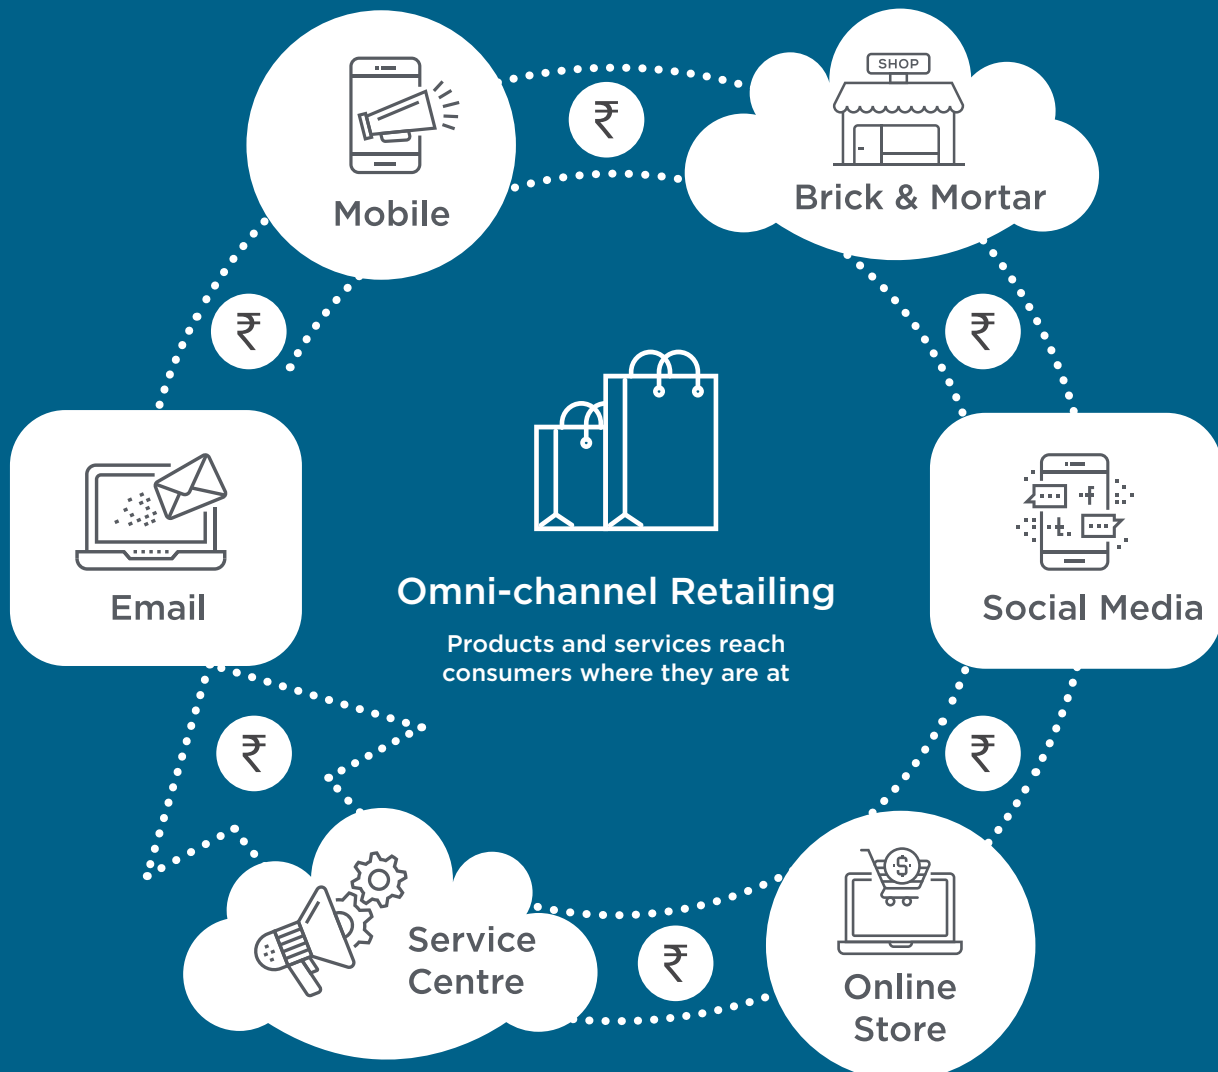 SHOP
Mobile
₹
Brick & Mortar
₹
₹
Email
Omni-channel Retailing
Products and services reach
consumers where they are at
f
t
Social Media
₹
₹
$
Service
Centre
₹
Online
Store